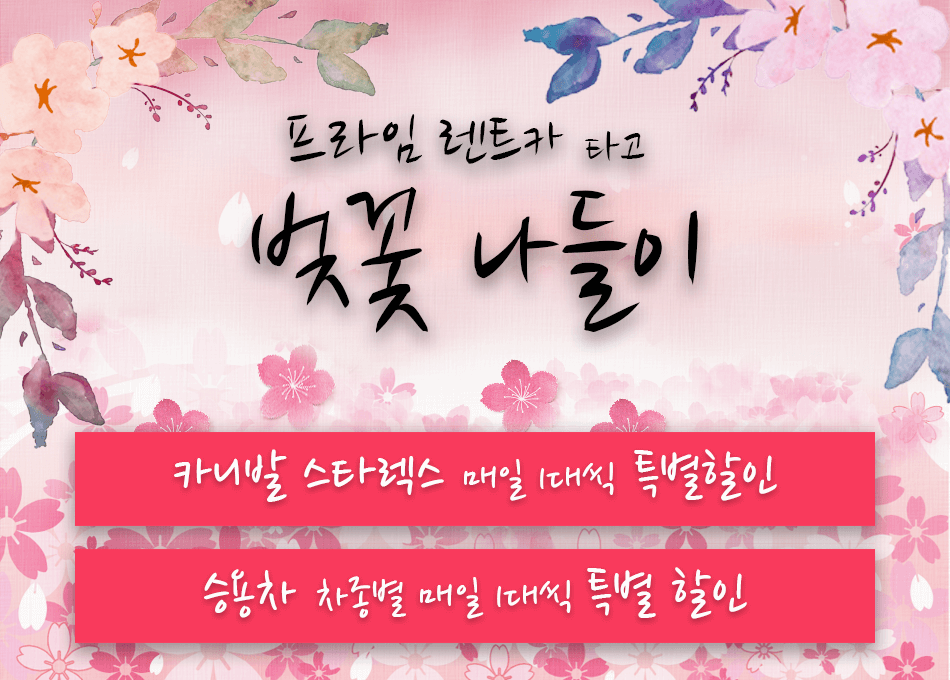 프라임 렌트카 타고
벚꽃 나들이
카니발 스타렉스 매일 1대씩 특별할인
승용차 차종별 매일 1대씩 특별 할인